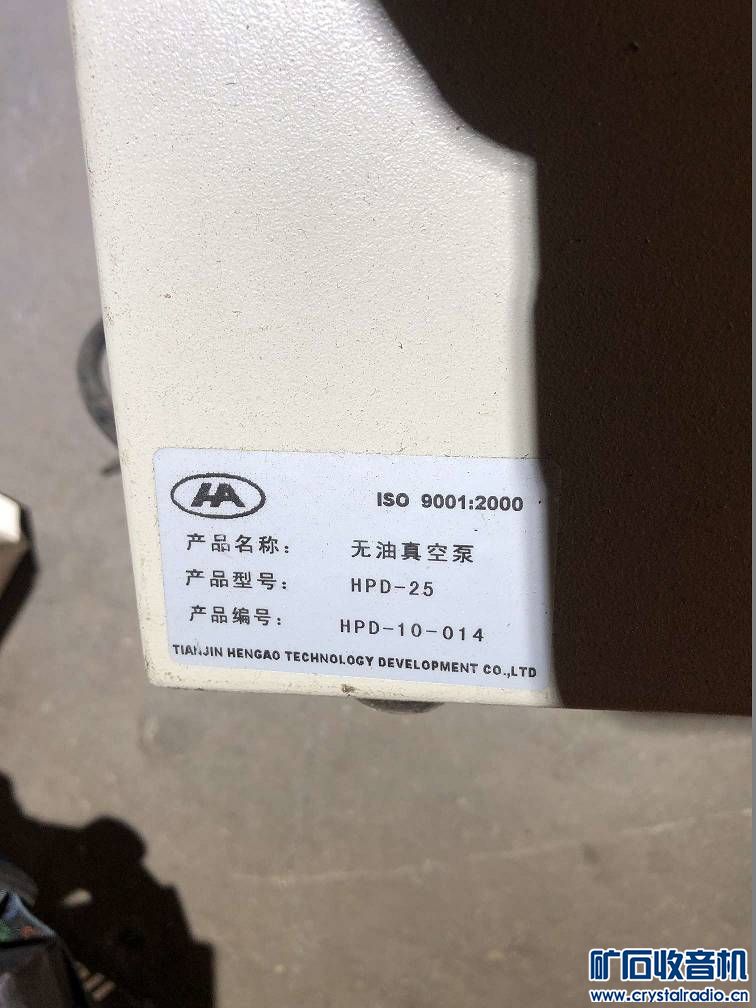 HA
ISO 9001:2000
产品名称： 无油真空泵
产品型号： HPD-25
产品编号： HPD-10-014
TIANJIN HENGAO TECHNOLOGY DEVELOPMENT CO.,LTD
矿石收音机
www.crystalradio.cn